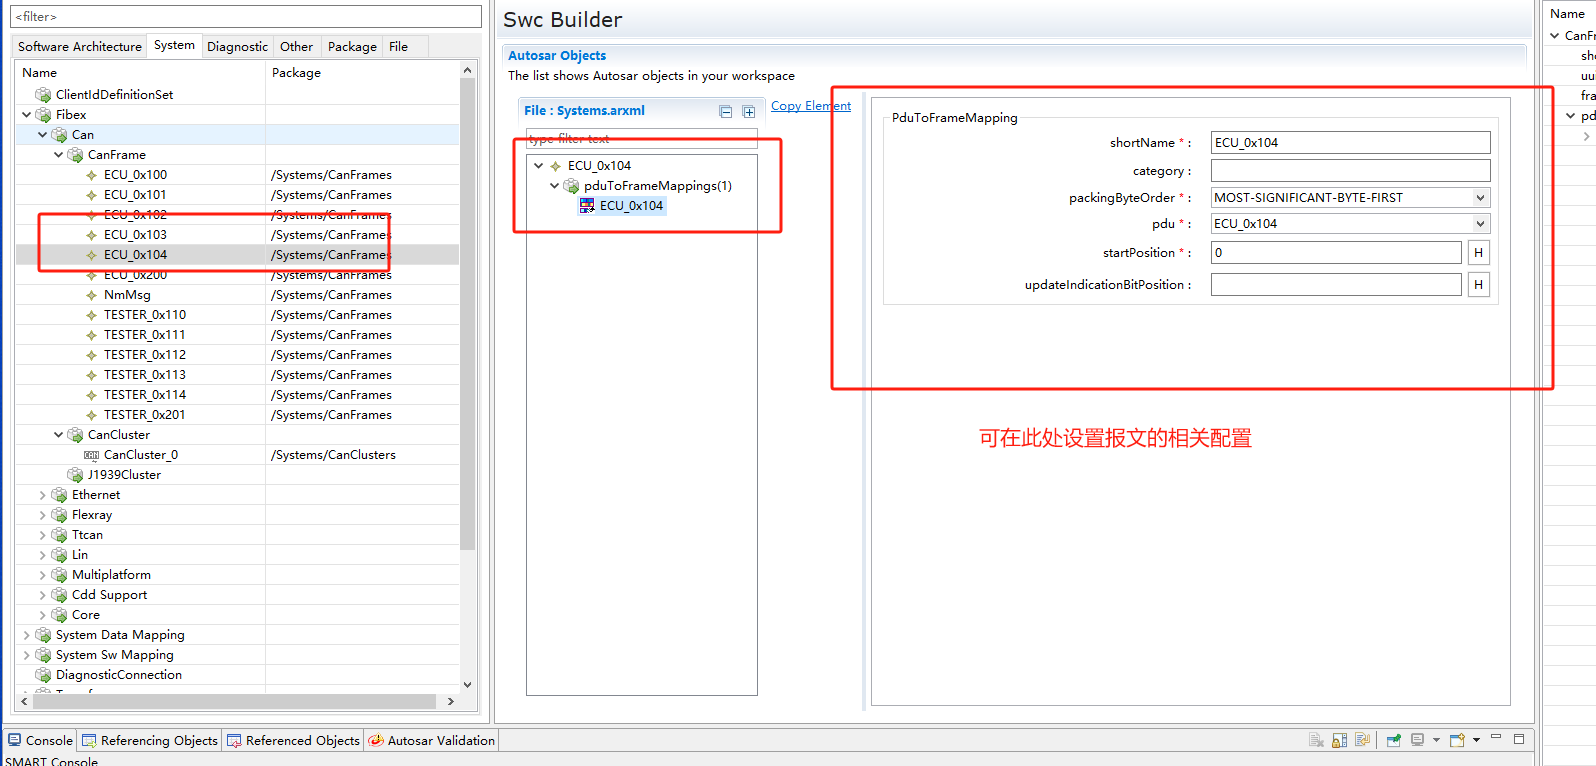 <filter>
Software Architecture System Diagnostic Other Package File
Name Package
ClientIdDefinitionSet
Fibex
Can
CanFrame
ECU_0x100 /Systems/CanFrames
ECU_0x101 /Systems/CanFrames
ECU_0x102 /Systems/CanFrames
ECU_0x103 /Systems/CanFrames
ECU_0x104 /Systems/CanFrames
ECU_0x200 /Systems/CanFrames
NmMsg /Systems/CanFrames
TESTER_0x110 /Systems/CanFrames
TESTER_0x111 /Systems/CanFrames
TESTER_0x112 /Systems/CanFrames
TESTER_0x113 /Systems/CanFrames
TESTER_0x114 /Systems/CanFrames
TESTER_0x201 /Systems/CanFrames
CanCluster
CanCluster_0 /Systems/CanClusters
J1939Cluster
Ethernet
Flexray
Ttcan
Lin
Multiplatform
Cdd Support
Core
System Data Mapping
System Sw Mapping
DiagnosticConnection
Swc Builder
Autosar Objects
The list shows Autosar objects in your workspace
File : Systems.arxml
Copy Element
type filter text
ECU_0x104
pduToFrameMappings(1)
ECU_0x104
PduToFrameMapping
shortName * : ECU_0x104
category :
packingByteOrder * : MOST-SIGNIFICANT-BYTE-FIRST
pdu * : ECU_0x104
startPosition * : 0 H
updateIndicationBitPosition : H
可在此处设置报文的相关配置
Name
CanFr
sho
uu
fra
pd
Console Referencing Objects Referenced Objects Autosar Validation
SMART Console